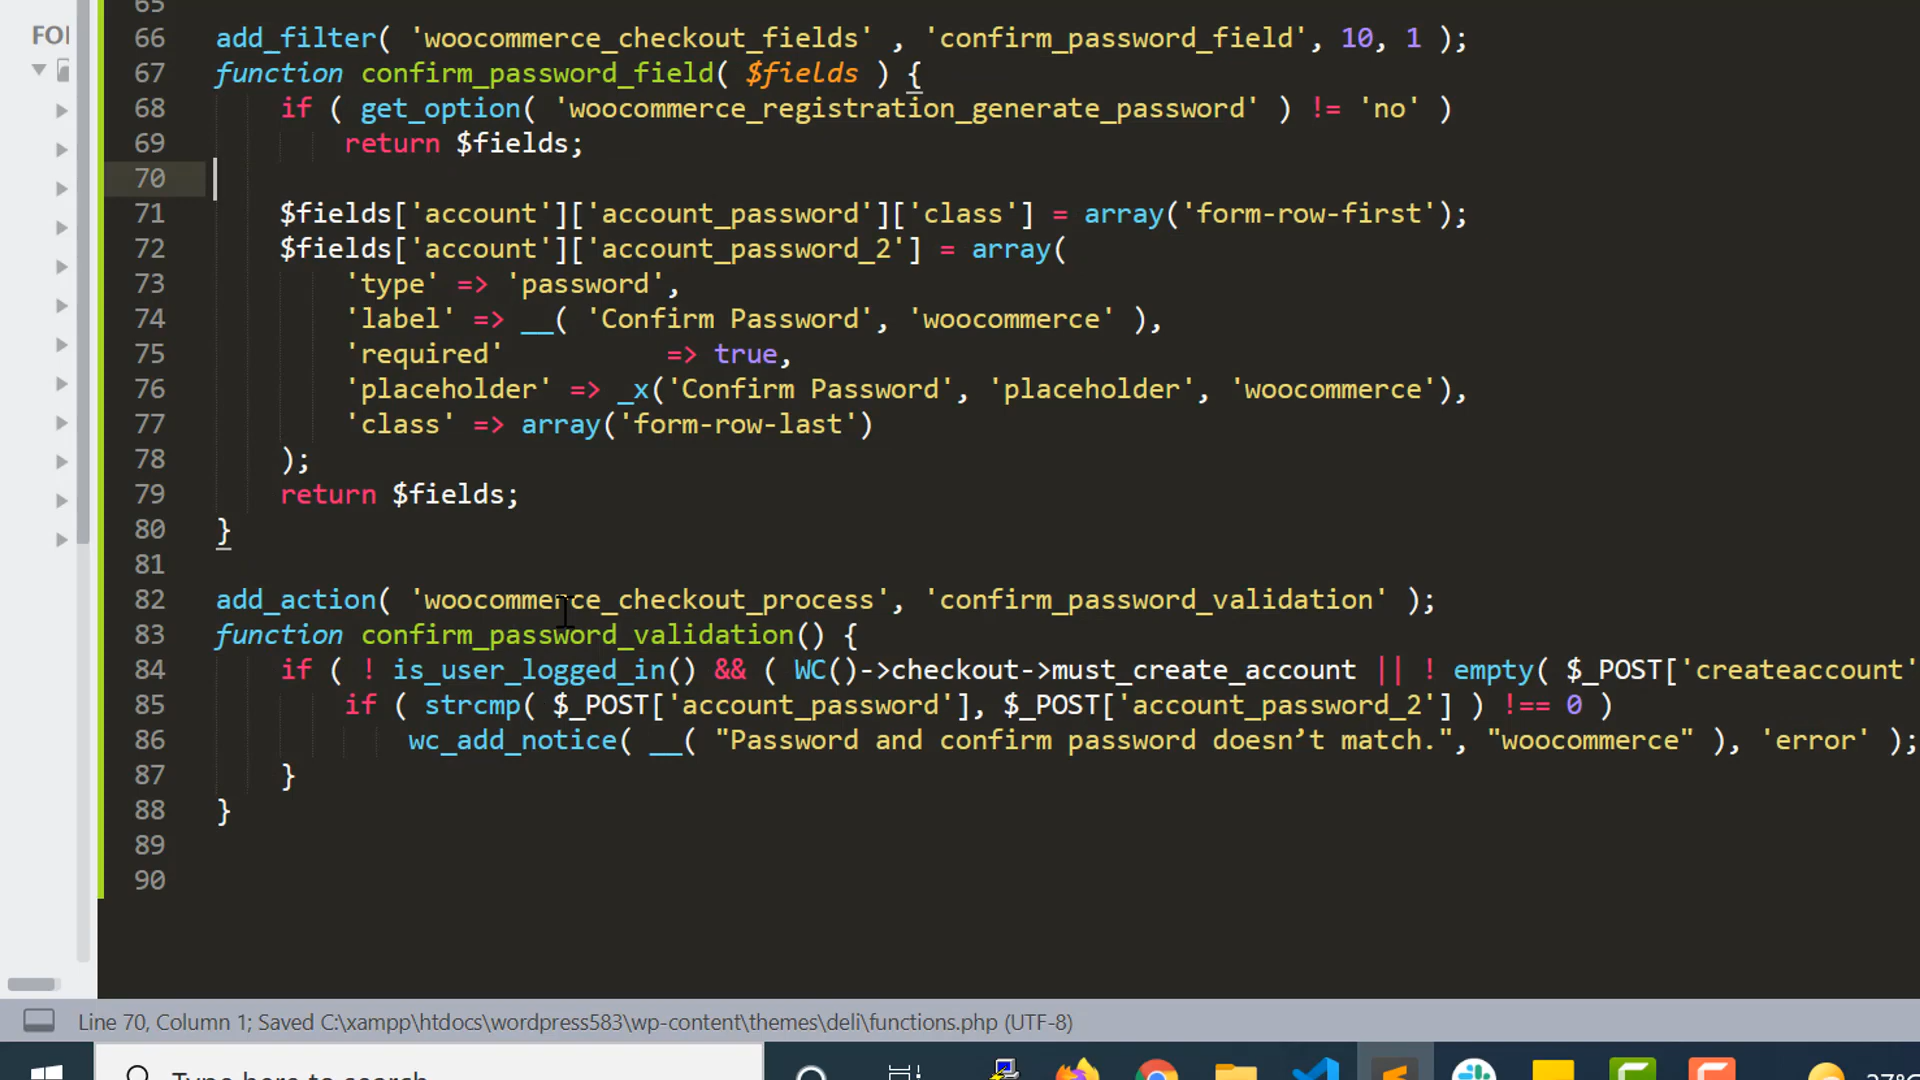 FOI
65
66 add_filter( 'woocommerce_checkout_fields' , 'confirm_password_field', 10, 1 );
67 function confirm_password_field( $fields ) {
68 if ( get_option( 'woocommerce_registration_generate_password' ) != 'no' )
69 return $fields;
70
71 $fields['account']['account_password']['class'] = array('form-row-first');
72 $fields['account']['account_password_2'] = array(
73 'type' => 'password',
74 'label' => __( 'Confirm Password', 'woocommerce' ),
75 'required' => true,
76 'placeholder' => _x('Confirm Password', 'placeholder', 'woocommerce'),
77 'class' => array('form-row-last')
78 );
79 return $fields;
80 }
81
82 add_action( 'woocommerce_checkout_process', 'confirm_password_validation' );
83 function confirm_password_validation() {
84 if ( ! is_user_logged_in() && ( WC()->checkout->must_create_account || ! empty( $_POST['createaccount'
85 if ( strcmp( $_POST['account_password'], $_POST['account_password_2'] ) !== 0 )
86 wc_add_notice( __( "Password and confirm password doesn’t match.", "woocommerce" ), 'error' );
87 }
88 }
89
90
Line 70, Column 1; Saved C:\xampp\htdocs\wordpress583\wp-content\themes\deli\functions.php (UTF-8)
Type here to search